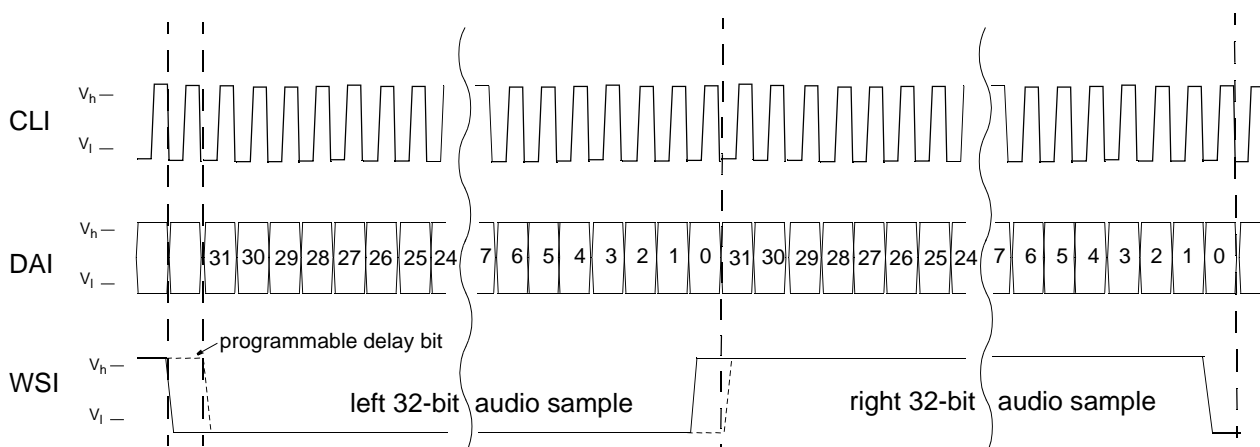 CLI
Vh
Vl
DAI
Vh
Vl
31 30 29 28 27 26 25 24 7 6 5 4 3 2 1 0 31 30 29 28 27 26 25 24 7 6 5 4 3 2 1 0
programmable delay bit
WSI
Vh
Vl
left 32-bit audio sample
right 32-bit audio sample